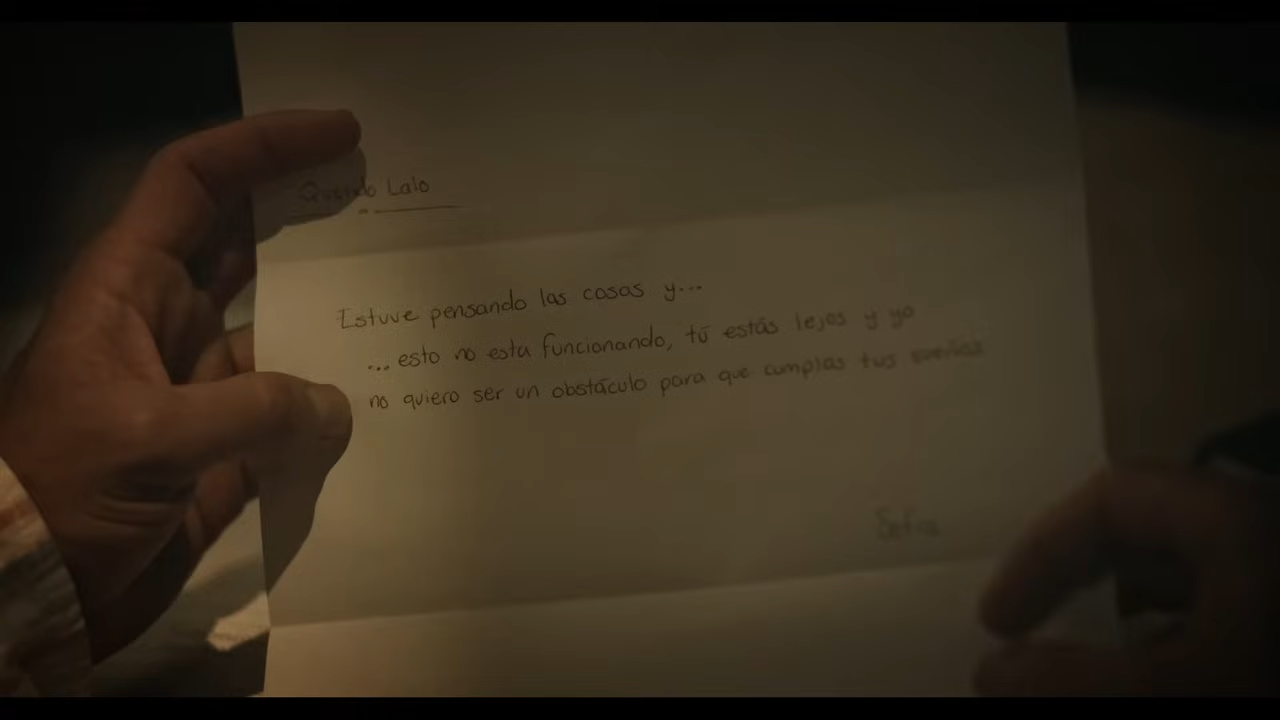 Querido Lalo
Estuve pensando las cosas y...
...esto no esta funcionando, tú estás lejos y yo
no quiero ser un obstáculo para que cumplas tus sueños